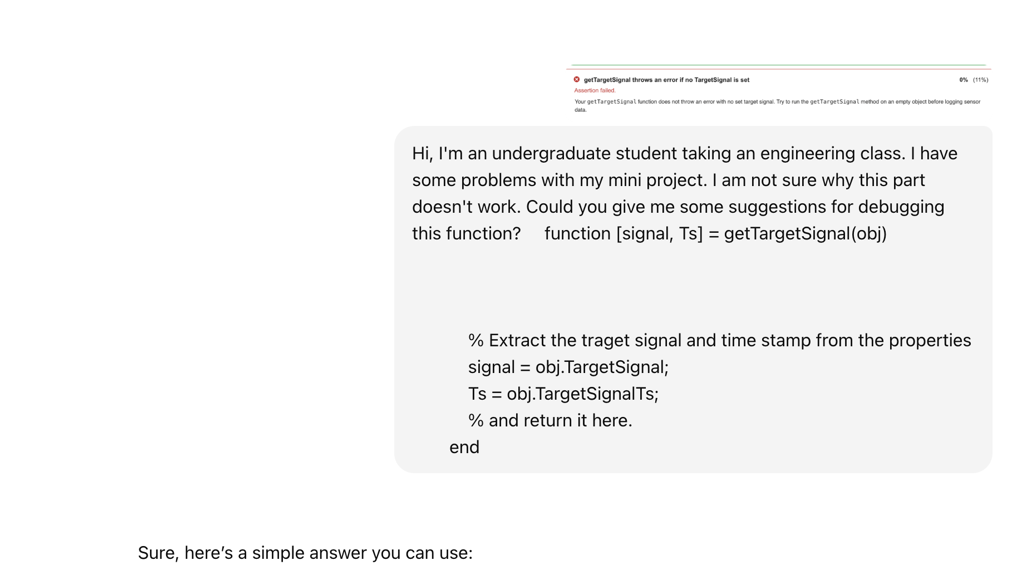 getTargetSignal throws an error if no TargetSignal is set 0% (11%)
Assertion failed.
Your getTargetSignal function does not throw an error with no set target signal. Try to run the getTargetSignal method on an empty object before logging sensor
data.
Hi, I'm an undergraduate student taking an engineering class. I have
some problems with my mini project. I am not sure why this part
doesn't work. Could you give me some suggestions for debugging
this function? function [signal, Ts] = getTargetSignal(obj)
% Extract the traget signal and time stamp from the properties
signal = obj.TargetSignal;
Ts = obj.TargetSignalTs;
% and return it here.
end
Sure, here’s a simple answer you can use: